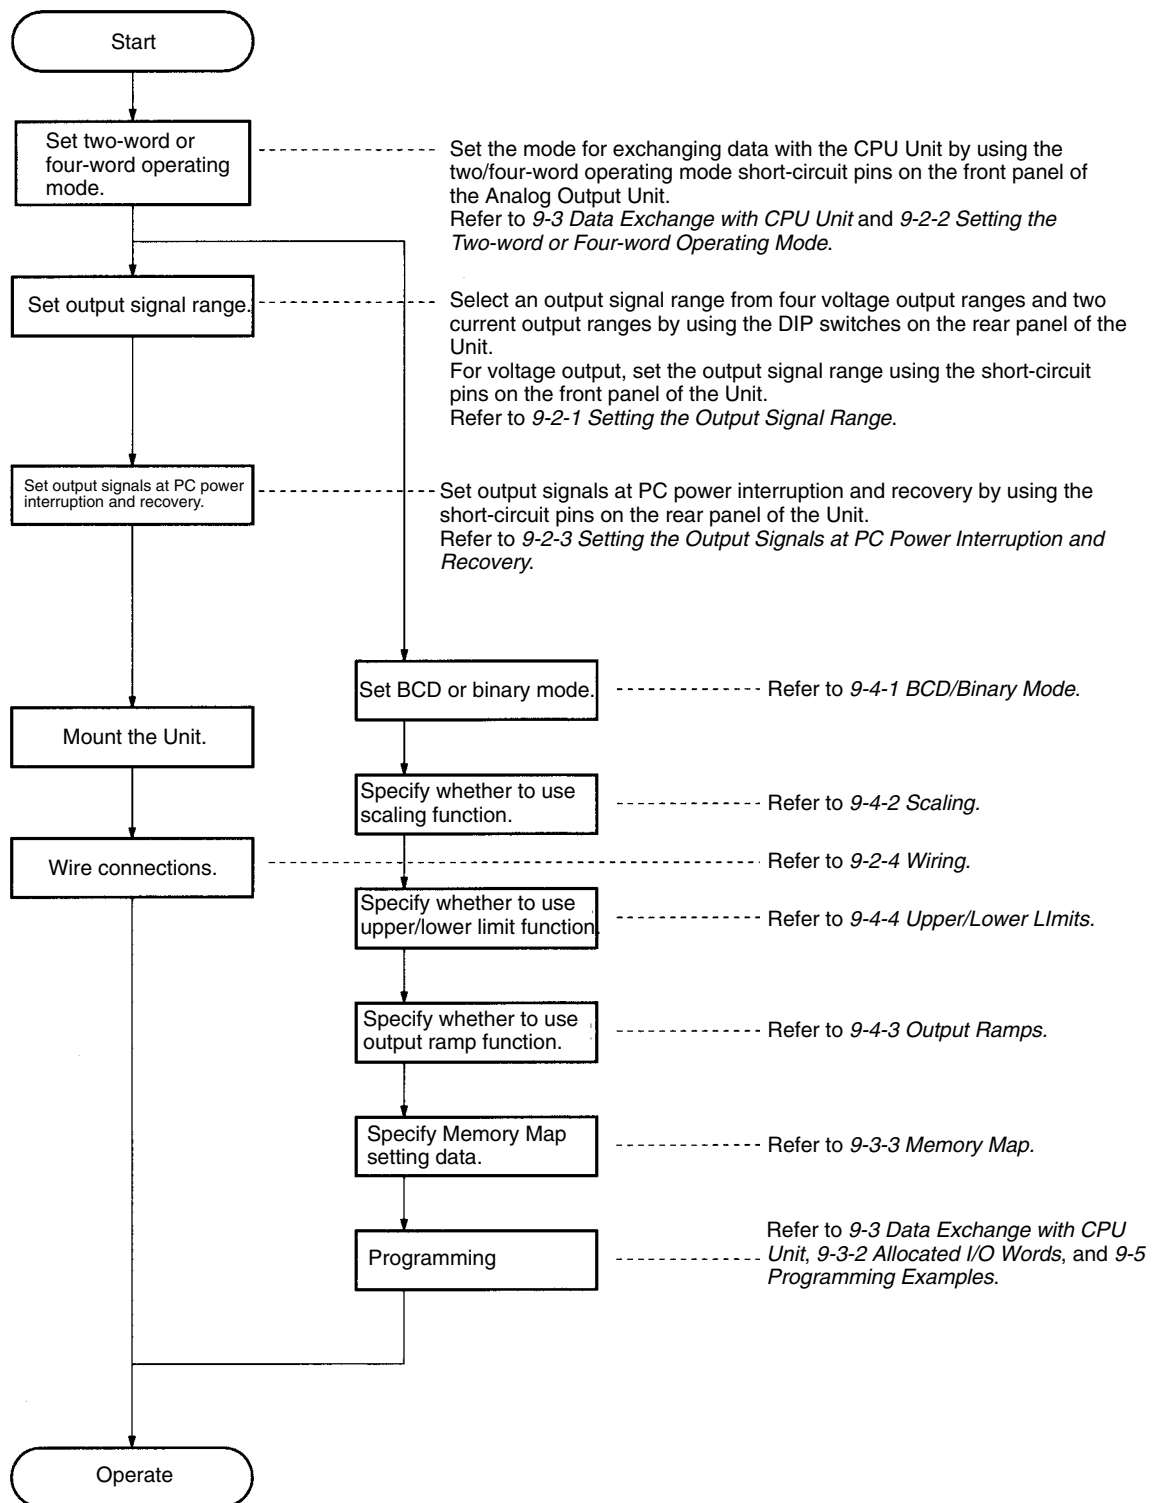 Start
Set two-word or
four-word operating
mode.
Set the mode for exchanging data with the CPU Unit by using the
two/four-word operating mode short-circuit pins on the front panel of
the Analog Output Unit.
Refer to 9-3 Data Exchange with CPU Unit and 9-2-2 Setting the
Two-word or Four-word Operating Mode.
Set output signal range.
Select an output signal range from four voltage output ranges and two
current output ranges by using the DIP switches on the rear panel of the
Unit.
For voltage output, set the output signal range using the short-circuit
pins on the front panel of the Unit.
Refer to 9-2-1 Setting the Output Signal Range.
Set output signals at PC power
interruption and recovery.
Set output signals at PC power interruption and recovery by using the
short-circuit pins on the rear panel of the Unit.
Refer to 9-2-3 Setting the Output Signals at PC Power Interruption and
Recovery.
Set BCD or binary mode.
Refer to 9-4-1 BCD/Binary Mode.
Mount the Unit.
Specify whether to use
scaling function.
Refer to 9-4-2 Scaling.
Wire connections.
Refer to 9-2-4 Wiring.
Specify whether to use
upper/lower limit function.
Refer to 9-4-4 Upper/Lower LImits.
Specify whether to use
output ramp function.
Refer to 9-4-3 Output Ramps.
Specify Memory Map
setting data.
Refer to 9-3-3 Memory Map.
Programming
Refer to 9-3 Data Exchange with CPU
Unit, 9-3-2 Allocated I/O Words, and 9-5
Programming Examples.
Operate